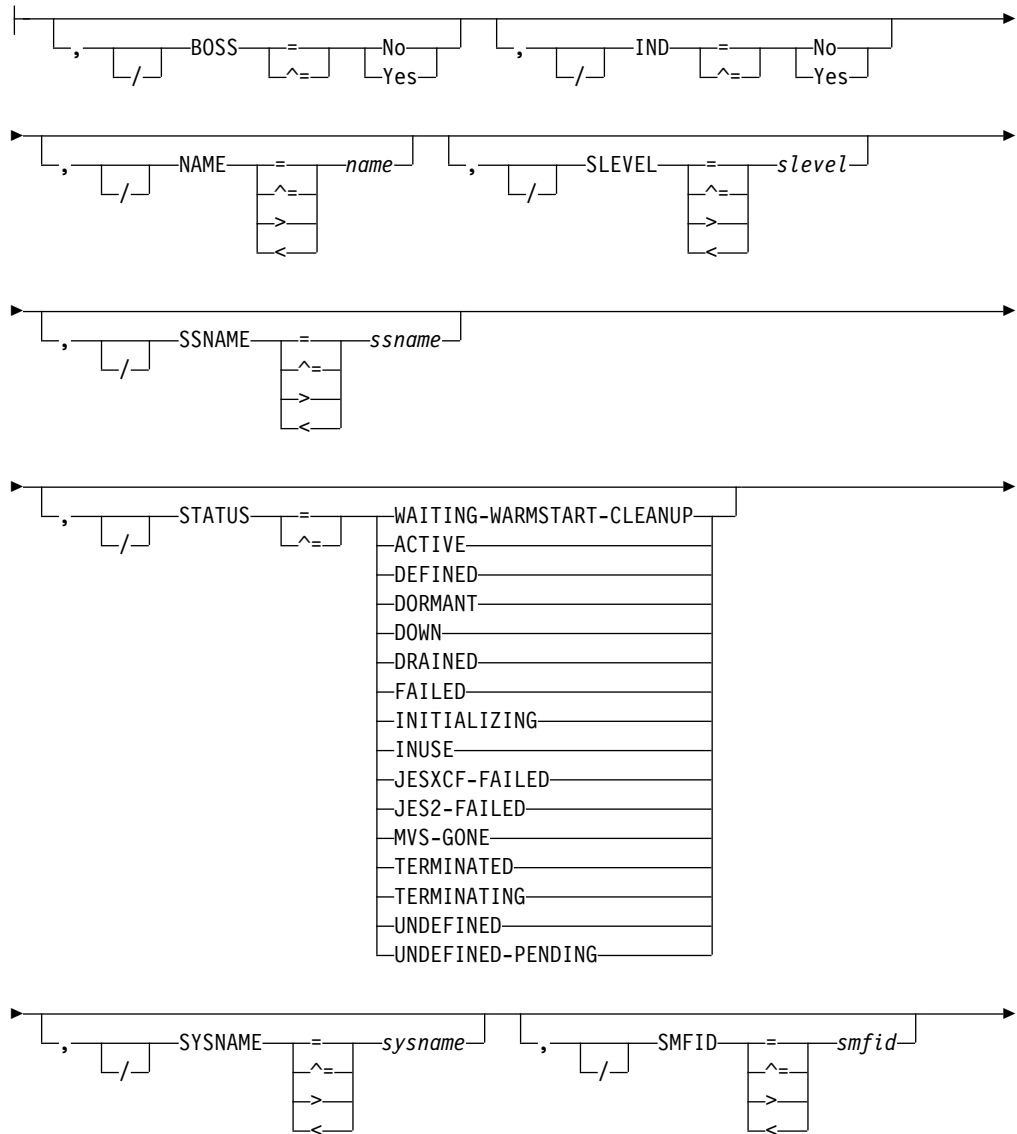 , / BOSS = No , / IND = No
^= Yes ^= Yes
, / NAME = name , / SLEVEL = slevel
^= ^=
> >
< <
, / SSNAME = ssname
^=
>
<
, / STATUS = WAITING-WARMSTART-CLEANUP
^= ACTIVE
DEFINED
DORMANT
DOWN
DRAINED
FAILED
INITIALIZING
INUSE
JESXCF-FAILED
JES2-FAILED
MVS-GONE
TERMINATED
TERMINATING
UNDEFINED
UNDEFINED-PENDING
, / SYSNAME = sysname , / SMFID = smfid
^= ^=
> >
< <